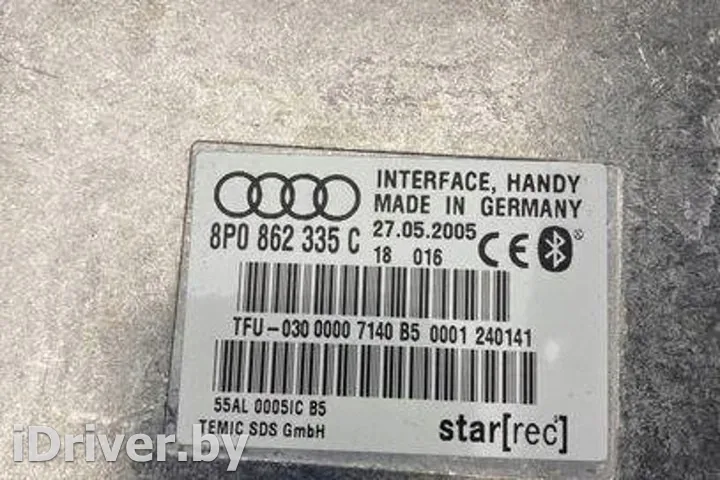 INTERFACE, HANDY
MADE IN GERMANY
8P0 862 335 C 27.05.2005 CE
18 016
TFU-030 0000 7140 B5 0001 240141
55AL 0005IC B5
TEMIC SDS GmbH
star[rec]
iDriver.by